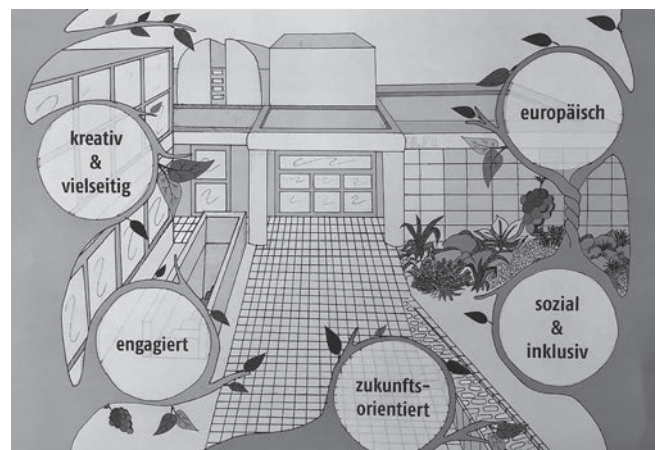 kreativ
&
vielseitig
europäisch
engagiert
sozial
&
inklusiv
zukunfts-
orientiert